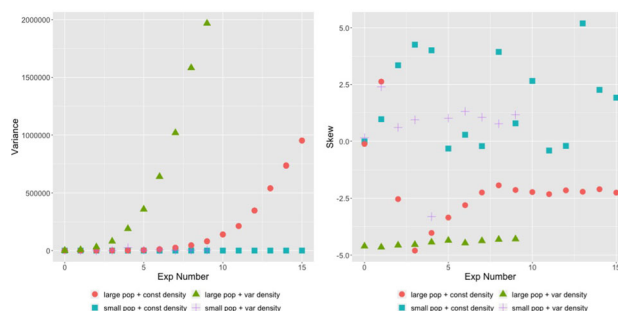 2000000
1500000
1000000
500000
0
Variance
0
5
10
15
Exp Number
large pop + const density
large pop + var density
small pop + const density
small pop + var density
5.0
2.5
0.0
-2.5
-5.0
Skew
0
5
10
15
Exp Number
large pop + const density
large pop + var density
small pop + const density
small pop + var density